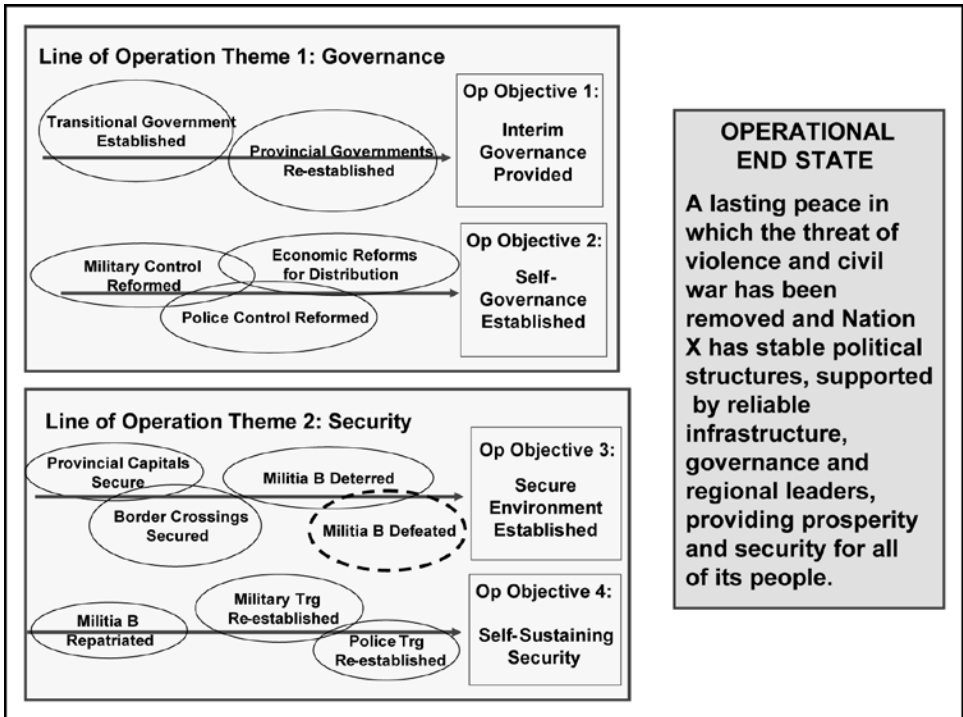 Line of Operation Theme 1: Governance
Transitional Government
Established
Provincial Governments
Re-established
Op Objective 1:
Interim
Governance
Provided
Military Control
Reformed
Economic Reforms
for Distribution
Police Control Reformed
Op Objective 2:
Self-
Governance
Established
Line of Operation Theme 2: Security
Provincial Capitals
Secure
Border Crossings
Secured
Militia B Deterred
Militia B Defeated
Op Objective 3:
Secure
Environment
Established
Militia B
Repatriated
Military Trg
Re-established
Police Trg
Re-established
Op Objective 4:
Self-Sustaining
Security
OPERATIONAL
END STATE
A lasting peace in
which the threat of
violence and civil
war has been
removed and Nation
X has stable political
structures, supported
by reliable
infrastructure,
governance and
regional leaders,
providing prosperity
and security for all
of its people.